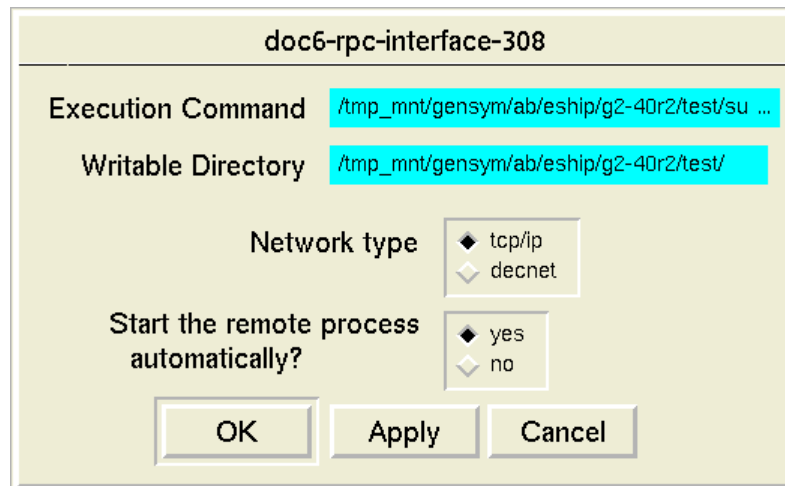 doc6-rpc-interface-308
Execution Command /tmp_mnt/gensym/ab/eship/g2-40r2/test/su ...
Writable Directory /tmp_mnt/gensym/ab/eship/g2-40r2/test/
Network type
tcp/ip
decnet
Start the remote process
automatically?
yes
no
OK Apply Cancel